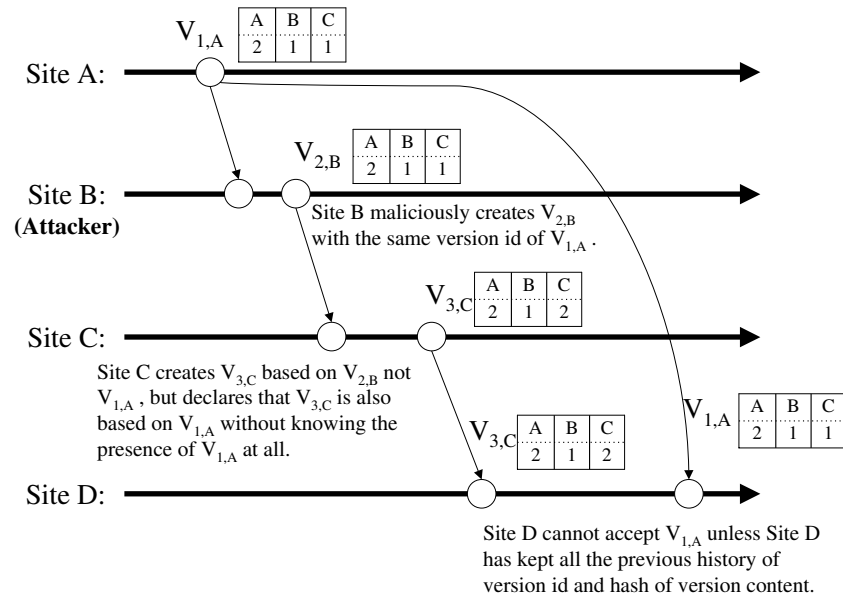 V1,A
A B C
2 1 1
Site A:
V2,B
A B C
2 1 1
Site B:
(Attacker)
Site B maliciously creates V2,B
with the same version id of V1,A .
V3,C
A B C
2 1 2
Site C:
Site C creates V3,C based on V2,B not
V1,A , but declares that V3,C is also
based on V1,A without knowing the
presence of V1,A at all.
V3,C
A B C
2 1 2
V1,A
A B C
2 1 1
Site D:
Site D cannot accept V1,A unless Site D
has kept all the previous history of
version id and hash of version content.